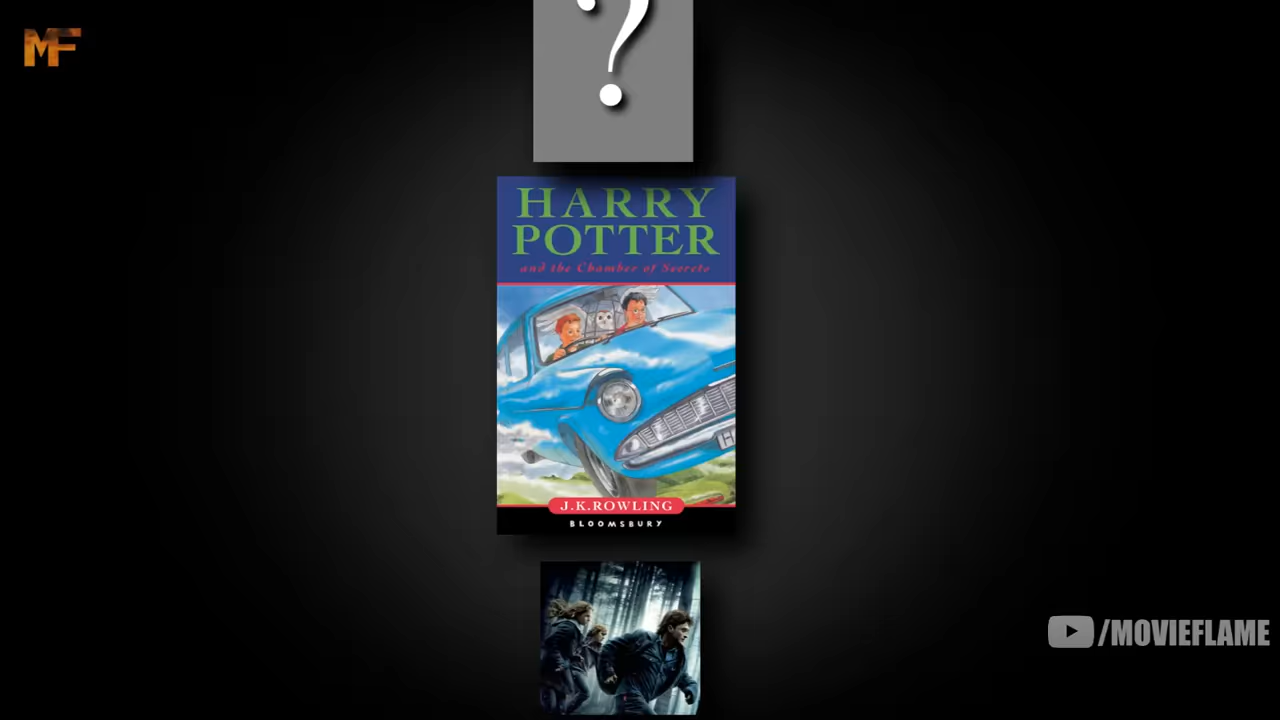 MF
?
HARRY
POTTER
and the Chamber of Secrets
J.K.ROWLING
BLOOMSBURY
/MOVIEFLAME